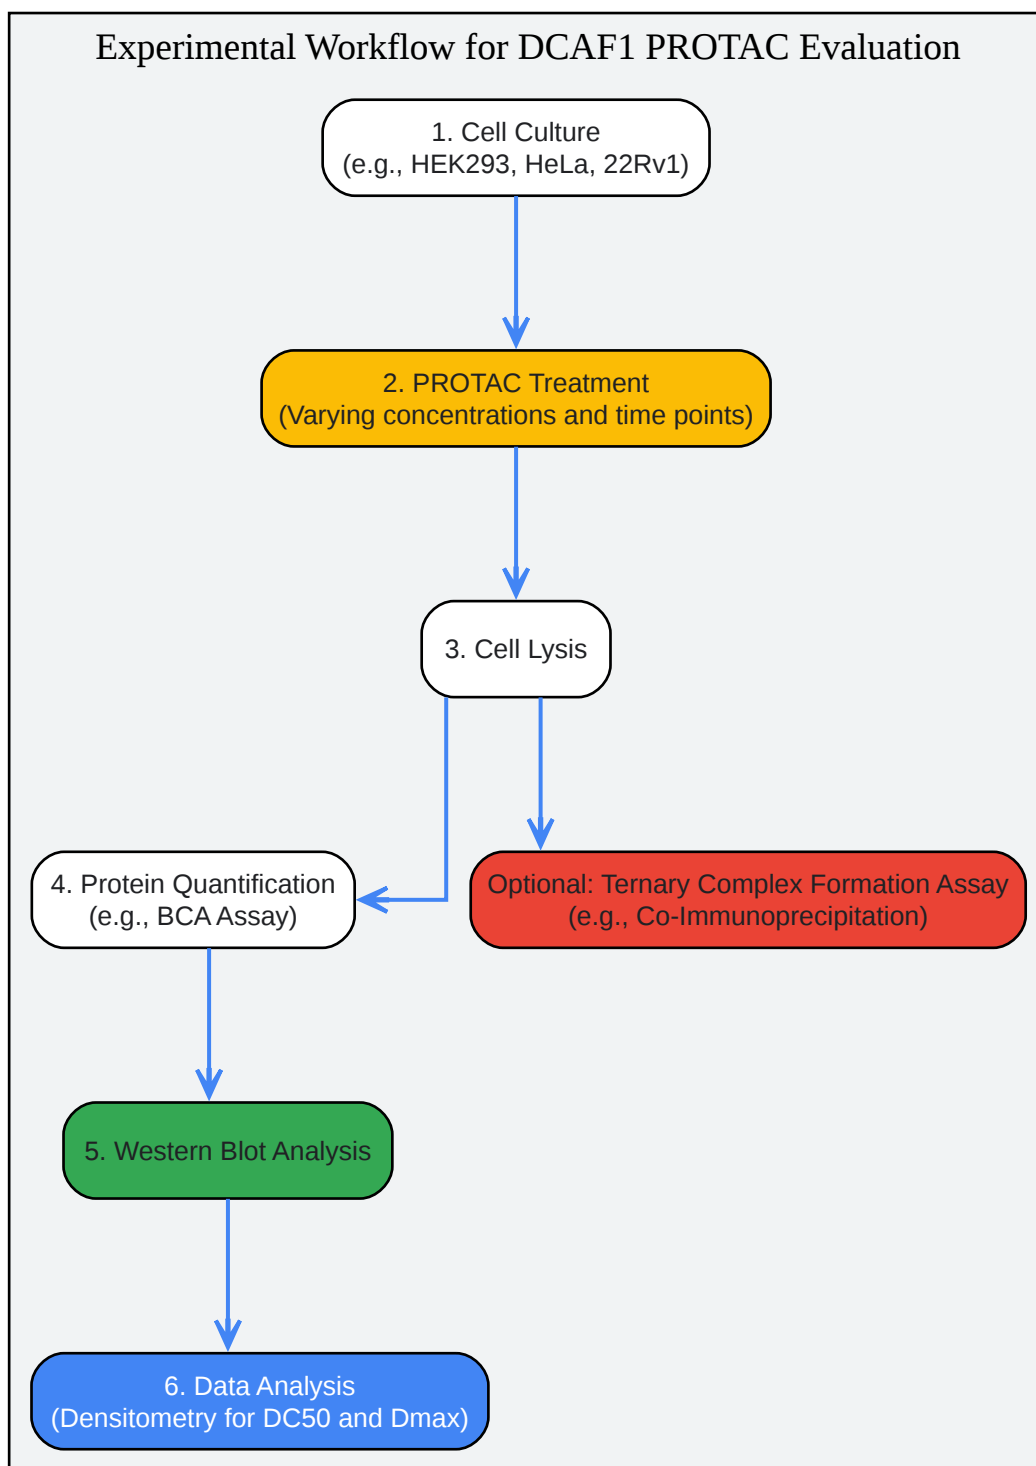 Experimental Workflow for DCAF1 PROTAC Evaluation
1. Cell Culture
(e.g., HEK293, HeLa, 22Rv1)
2. PROTAC Treatment
(Varying concentrations and time points)
3. Cell Lysis
4. Protein Quantification
(e.g., BCA Assay)
Optional: Ternary Complex Formation Assay
(e.g., Co-Immunoprecipitation)
5. Western Blot Analysis
6. Data Analysis
(Densitometry for DC50 and Dmax)